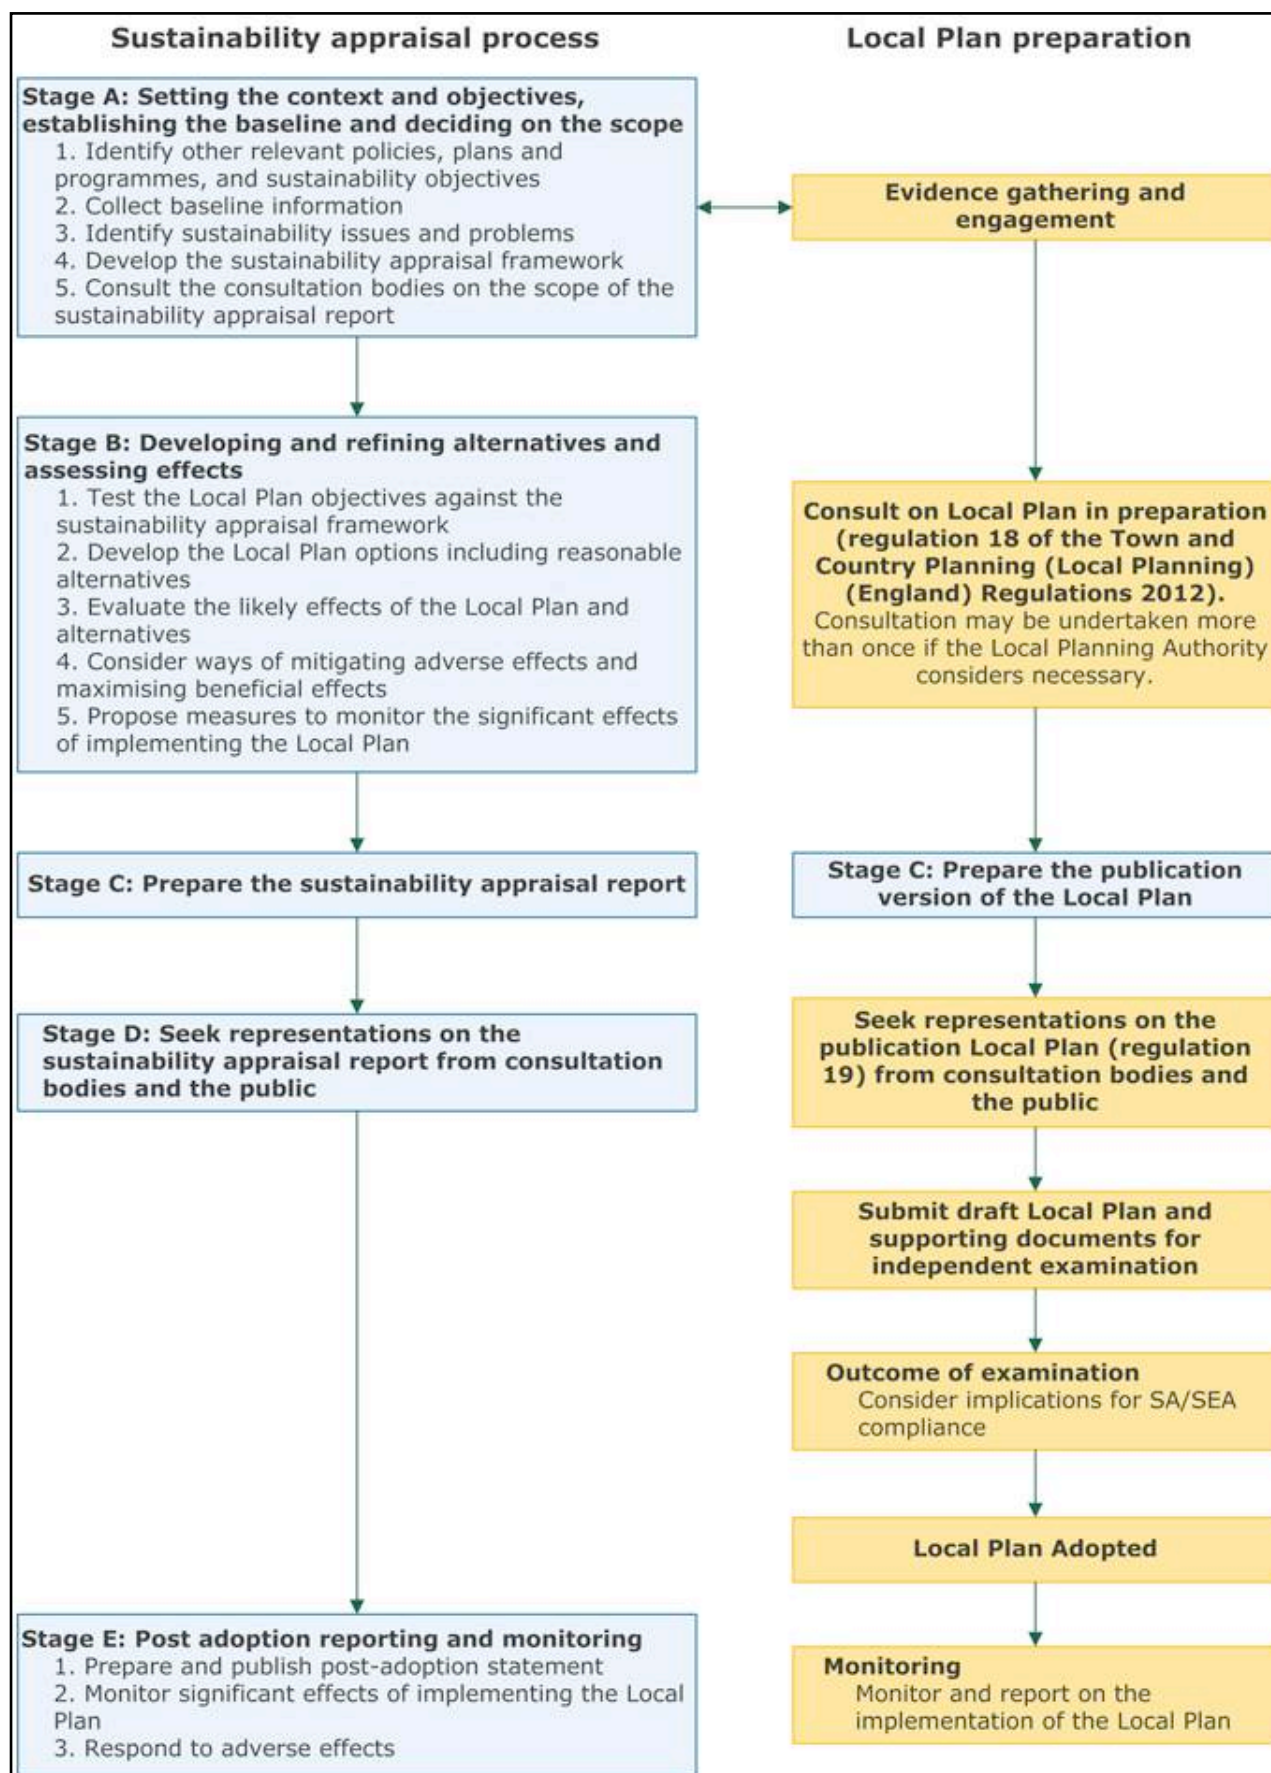 Sustainability appraisal process
Stage A: Setting the context and objectives,
establishing the baseline and deciding on the scope
1. Identify other relevant policies, plans and
programmes, and sustainability objectives
2. Collect baseline information
3. Identify sustainability issues and problems
4. Develop the sustainability appraisal framework
5. Consult the consultation bodies on the scope of the
sustainability appraisal report
Stage B: Developing and refining alternatives and
assessing effects
1. Test the Local Plan objectives against the
sustainability appraisal framework
2. Develop the Local Plan options including reasonable
alternatives
3. Evaluate the likely effects of the Local Plan and
alternatives
4. Consider ways of mitigating adverse effects and
maximising beneficial effects
5. Propose measures to monitor the significant effects
of implementing the Local Plan
Stage C: Prepare the sustainability appraisal report
Stage D: Seek representations on the
sustainability appraisal report from consultation
bodies and the public
Stage E: Post adoption reporting and monitoring
1. Prepare and publish post-adoption statement
2. Monitor significant effects of implementing the Local
Plan
3. Respond to adverse effects
Local Plan preparation
Evidence gathering and
engagement
Consult on Local Plan in preparation
(regulation 18 of the Town and
Country Planning (Local Planning)
(England) Regulations 2012).
Consultation may be undertaken more
than once if the Local Planning Authority
considers necessary.
Stage C: Prepare the publication
version of the Local Plan
Seek representations on the
publication Local Plan (regulation
19) from consultation bodies and
the public
Submit draft Local Plan and
supporting documents for
independent examination
Outcome of examination
Consider implications for SA/SEA
compliance
Local Plan Adopted
Monitoring
Monitor and report on the
implementation of the Local Plan